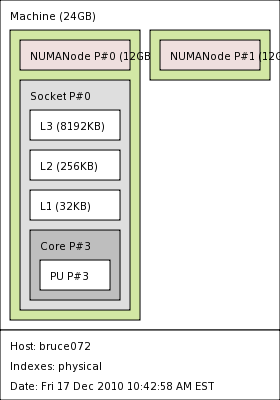 Machine (24GB)
NUMANode P#0 (12GB
NUMANode P#1 (12G
Socket P#0
L3 (8192KB)
L2 (256KB)
L1 (32KB)
Core P#3
PU P#3
Host: bruce072
Indexes: physical
Date: Fri 17 Dec 2010 10:42:58 AM EST